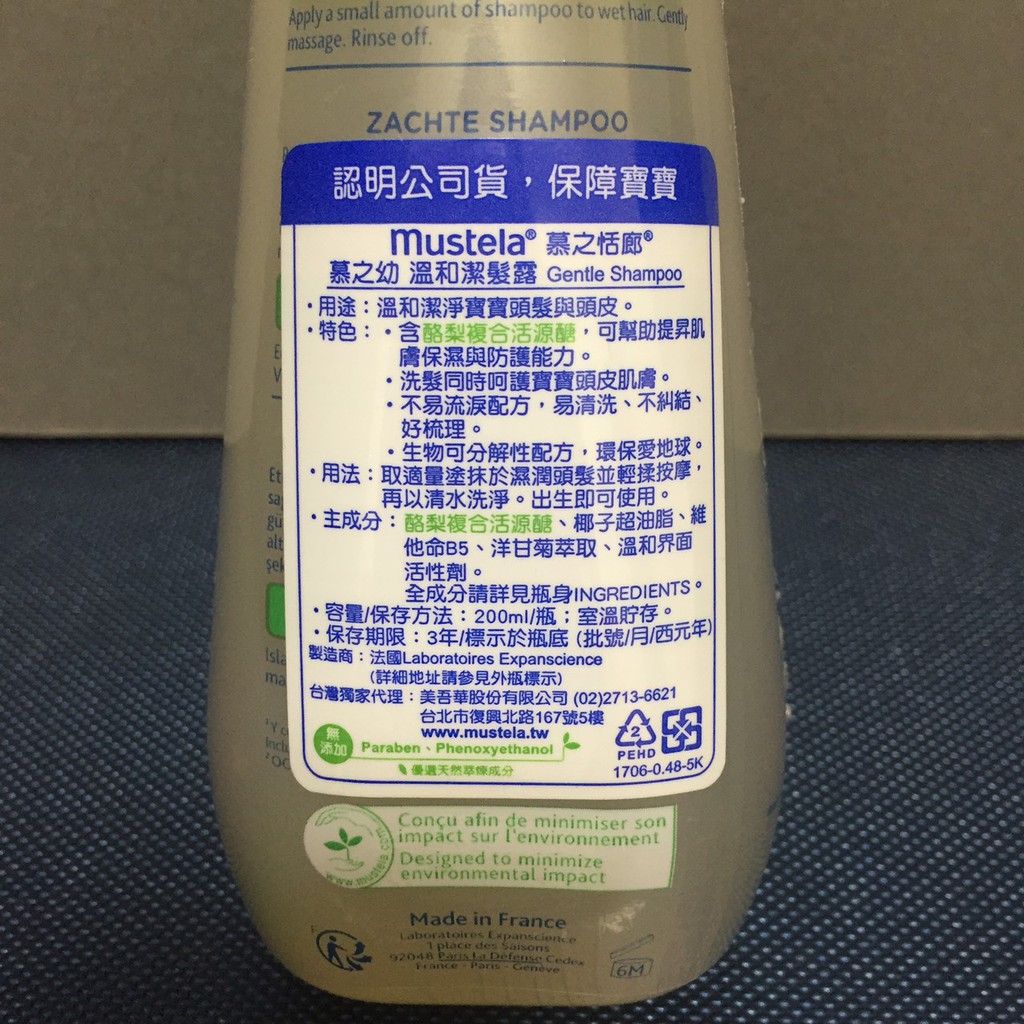 Apply a small amount of shampoo to wet hair. Gently
massage. Rinse off.
ZACHTE SHAMPOO
認明公司貨，保障寶寶
mustela® 慕之恬廊®
慕之幼 溫和潔髮露 Gentle Shampoo
・用途：溫和潔淨寶寶頭髮與頭皮。
・特色：・含酪梨複合活源醣，可幫助提昇肌
膚保濕與防護能力。
・洗髮同時呵護寶寶頭皮肌膚。
・不易流淚配方，易清洗、不糾結、
好梳理。
・生物可分解性配方，環保愛地球。
・用法：取適量塗抹於濕潤頭髮並輕揉按摩，
再以清水洗淨。出生即可使用。
・主成分：酪梨複合活源醣、椰子超油脂、維
他命B5、洋甘菊萃取、溫和界面
活性劑。
全成分請詳見瓶身INGREDIENTS。
・容量/保存方法：200ml/瓶；室溫貯存。
・保存期限：3年/標示於瓶底 (批號/月/西元年)
製造商：法國Laboratoires Expanscience
(詳細地址請參見外瓶標示)
台灣獨家代理：美吾華股份有限公司 (02)2713-6621
台北市復興北路167號5樓
www.mustela.tw
無添加 Paraben、Phenoxyethanol
優選天然萃煉成分
2
PEHD
1706-0.48-5K
Conçu afin de minimiser son
impact sur l'environnement
Designed to minimize
environmental impact
www.mustela.com
Made in France
Laboratoires Expanscience
1 place des Saisons
92048 Paris La Défense Cedex
France - Paris - Genève
6M